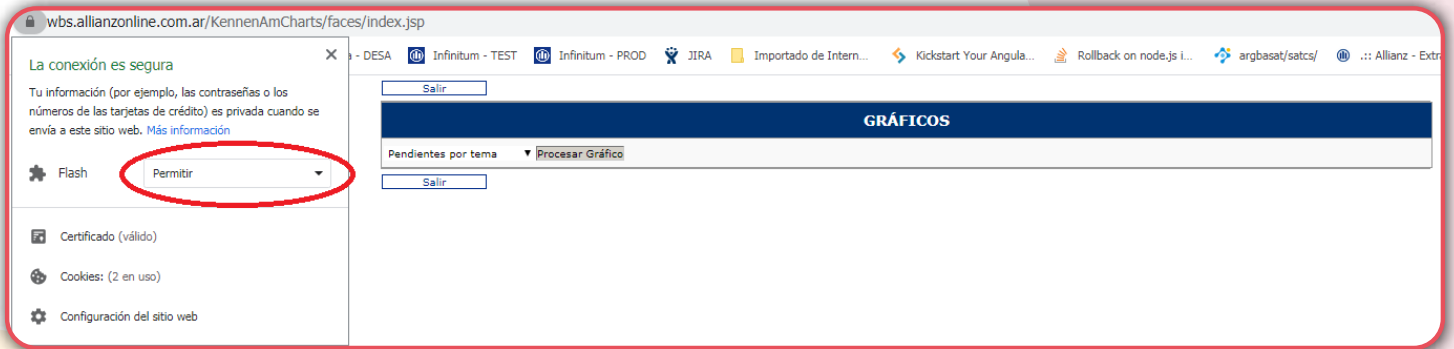 wbs.allianzonline.com.ar/KennenAmCharts/faces/index.jsp
- DESA Infinitum - TEST Infinitum - PROD JIRA Importado de Intern... Kickstart Your Angula... Rollback on node.js i... argbasat/satcs/ .:: Allianz - Extr
La conexión es segura
Tu información (por ejemplo, las contraseñas o los
números de las tarjetas de crédito) es privada cuando se
envía a este sitio web. Más información
Flash Permitir
Certificado (válido)
Cookies: (2 en uso)
Configuración del sitio web
Salir
GRÁFICOS
Pendientes por tema Procesar Gráfico
Salir